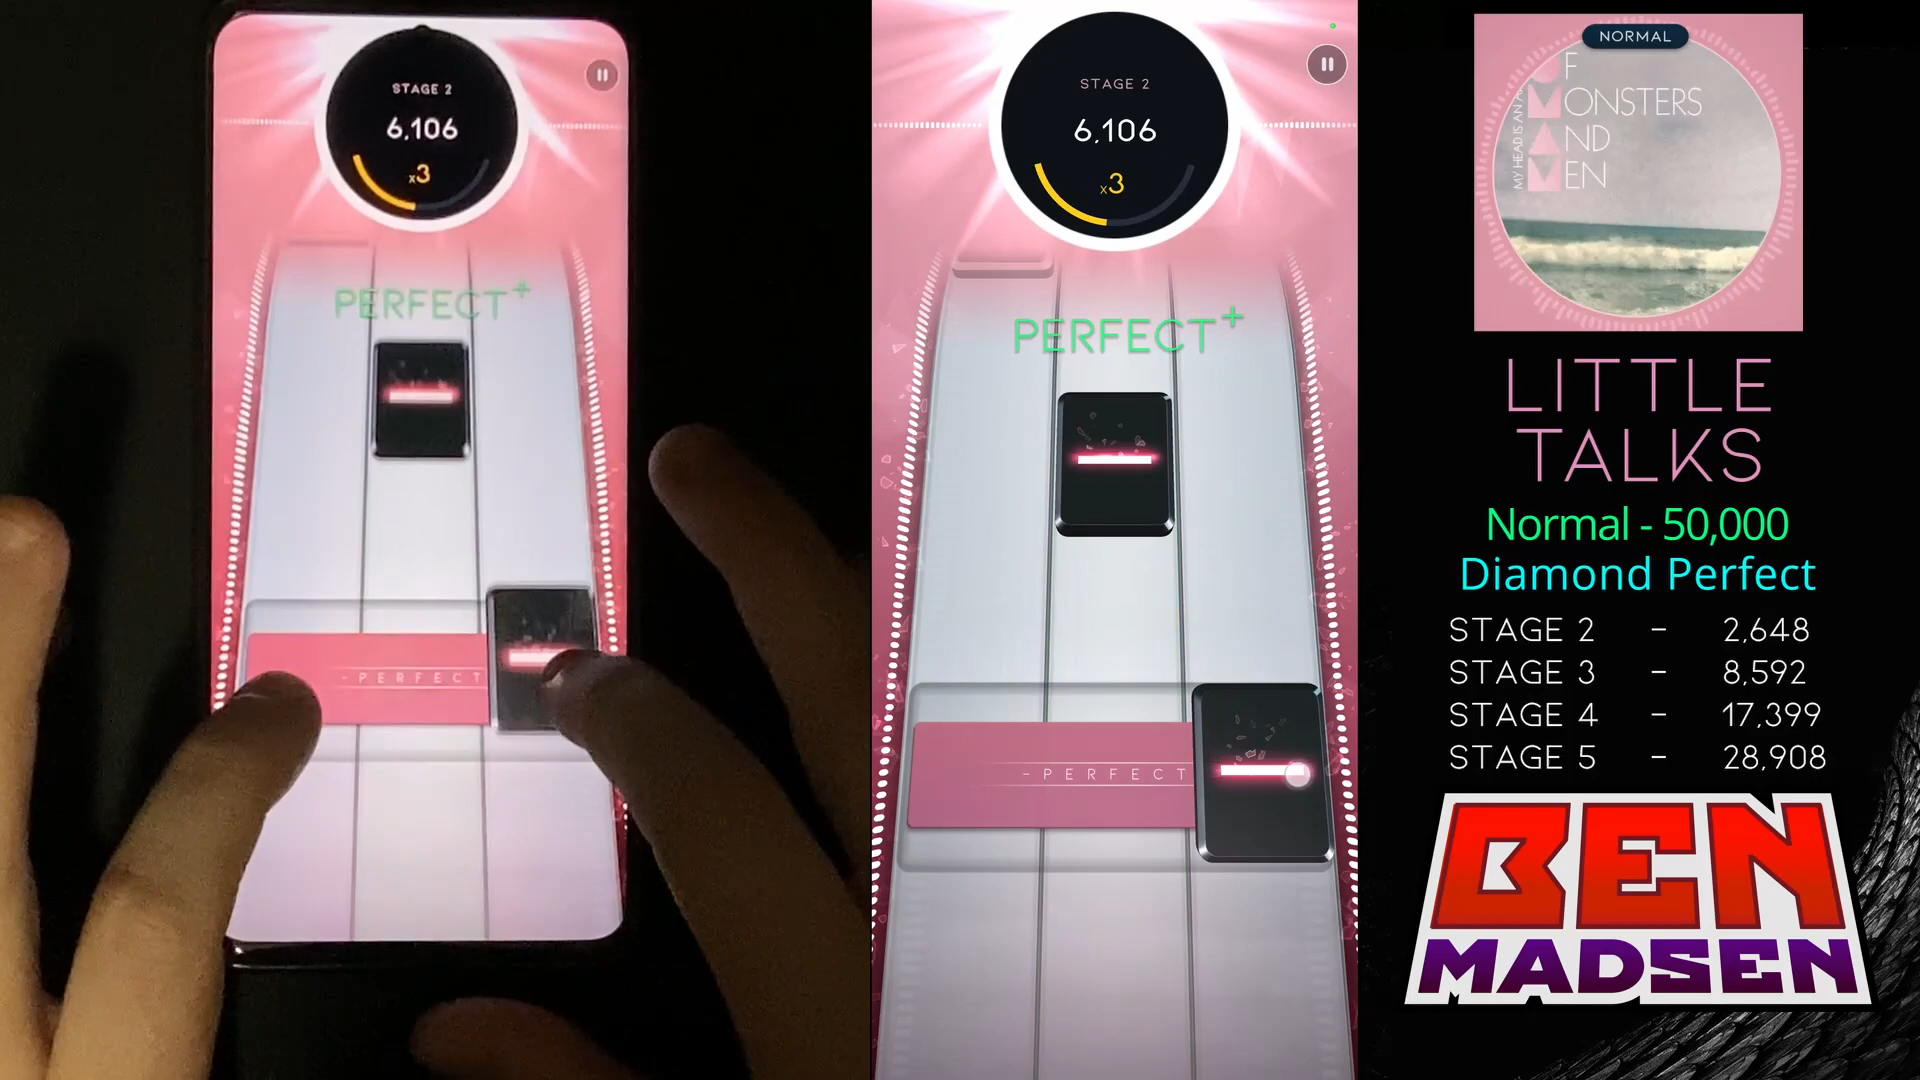 STAGE 2
6,106
x3
PERFECT+
-PERFECT
STAGE 2
6,106
x3
PERFECT+
-PERFECT
NORMAL
MY HEAD IS AN A
OF
MONSTERS
AND
MEN
LITTLE
TALKS
Normal - 50,000
Diamond Perfect
STAGE 2 - 2,648
STAGE 3 - 8,592
STAGE 4 - 17,399
STAGE 5 - 28,908
BEN
MADSEN